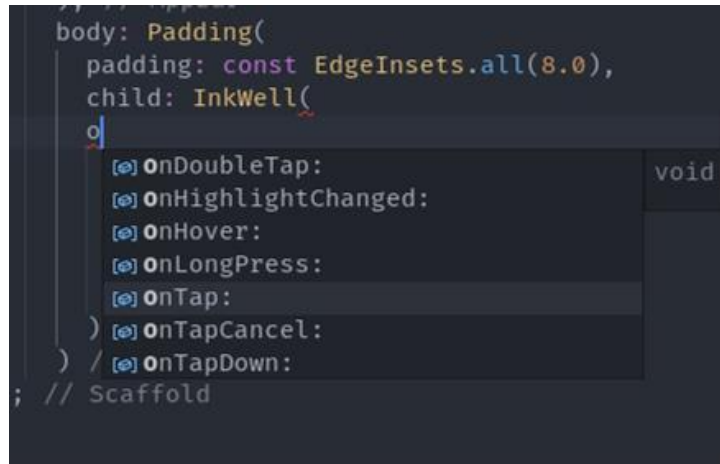 body: Padding(
padding: const EdgeInsets.all(8.0),
child: InkWell(
o
onDoubleTap:
void
onHighlightChanged:
onHover:
onLongPress:
onTap:
) onTapCancel:
) / onTapDown:
; // Scaffold